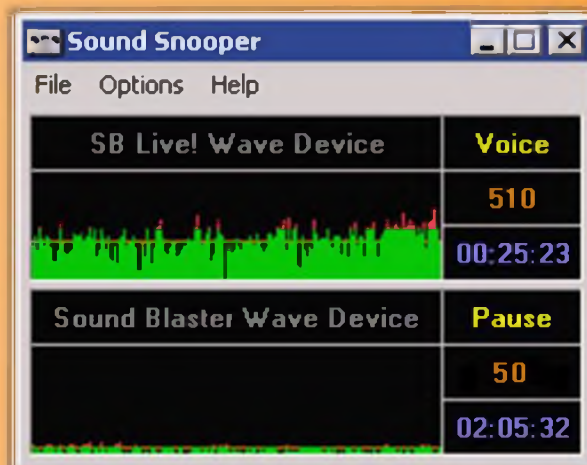 Sound Snooper
File Options Help
SB Live! Wave Device Voice
510
00:25:23
Sound Blaster Wave Device Pause
50
02:05:32